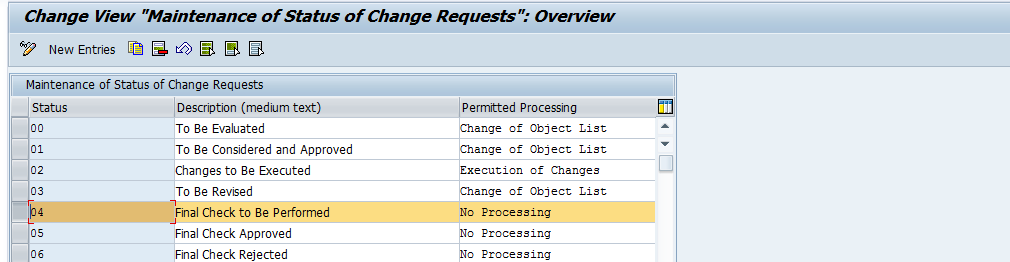 Change View "Maintenance of Status of Change Requests": Overview
New Entries
Maintenance of Status of Change Requests
Status Description (medium text) Permitted Processing
00 To Be Evaluated Change of Object List
01 To Be Considered and Approved Change of Object List
02 Changes to Be Executed Execution of Changes
03 To Be Revised Change of Object List
04 Final Check to Be Performed No Processing
05 Final Check Approved No Processing
06 Final Check Rejected No Processing